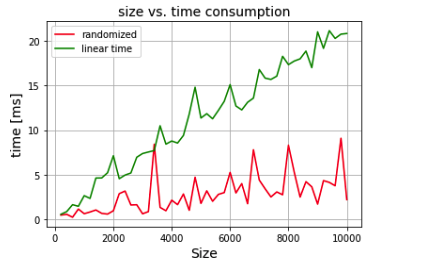 size vs. time consumption
randomized
linear time
time [ms]
20
15
10
5
0
0
2000
4000
6000
8000
10000
Size